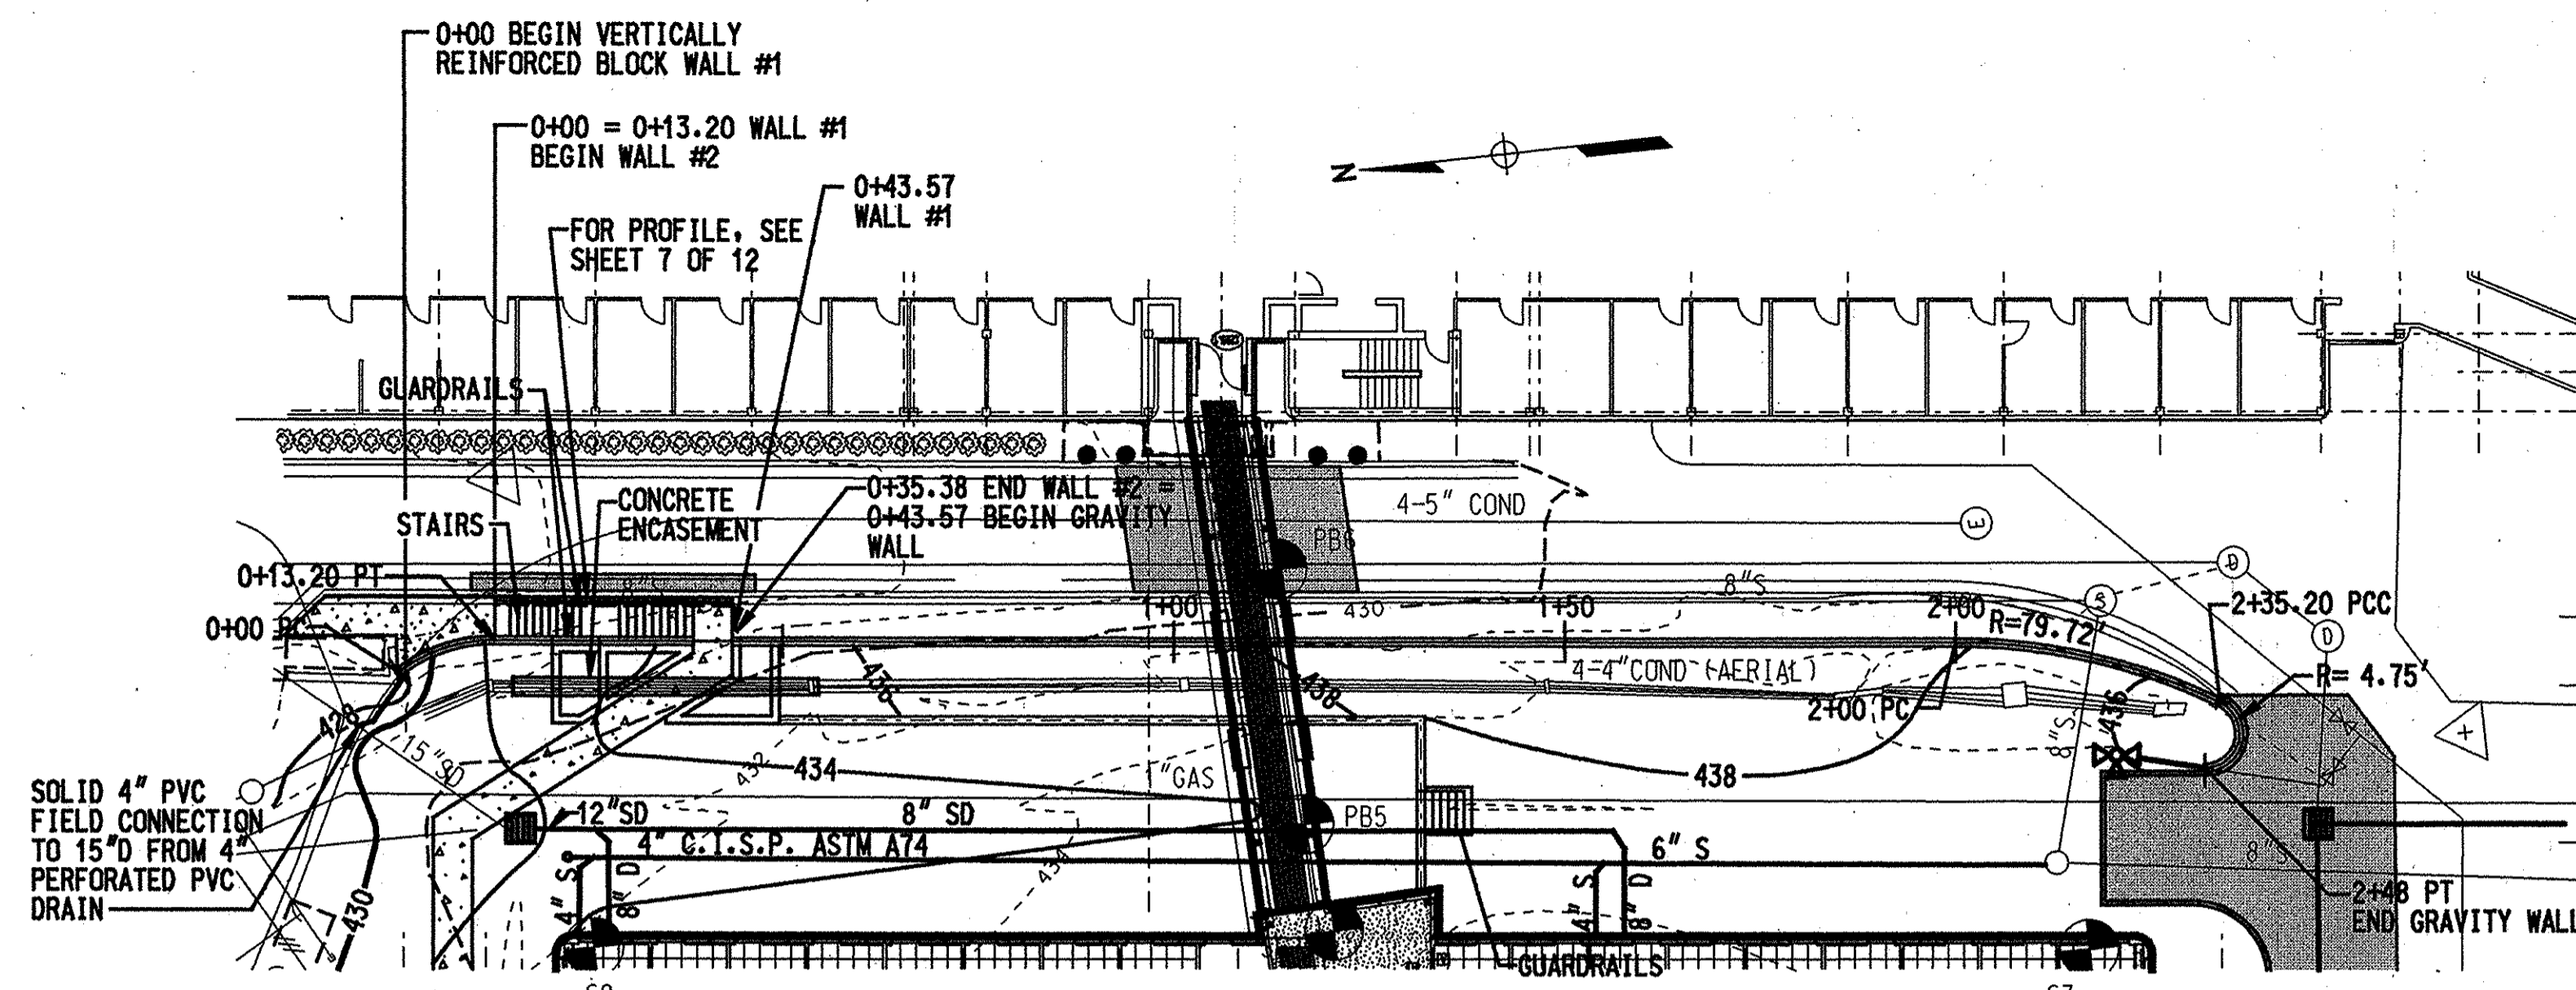 0+00 BEGIN VERTICALLY
REINFORCED BLOCK WALL #1
0+00 = 0+13.20 WALL #1
BEGIN WALL #2
0+43.57
WALL #1
FOR PROFILE, SEE
SHEET 7 OF 12
N
GUARDRAILS
CONCRETE
ENCASEMENT
STAIRS
0+35.38 END WALL #2 =
0+43.57 BEGIN GRAVITY
WALL
4-5" COND
E
PB6
D
0+13.20 PT
8"S
S
1+00
430
1+50
2+00
R=79.72'
2+35.20 PCC
0+00 PC
D
4-4"COND (AERIAL)
R= 4.75'
436
438
2+00 PC
436
428
15"SD
8"S
432
434
"GAS
438
SOLID 4" PVC
FIELD CONNECTION
TO 15"D FROM 4"
PERFORATED PVC
DRAIN
12"SD
8" SD
PB5
4" C.I.S.P. ASTM A74
6" S
8"S
434
4" S
8" D
4" S
8" D
430
2+48 PT
END GRAVITY WALL
GUARDRAILS